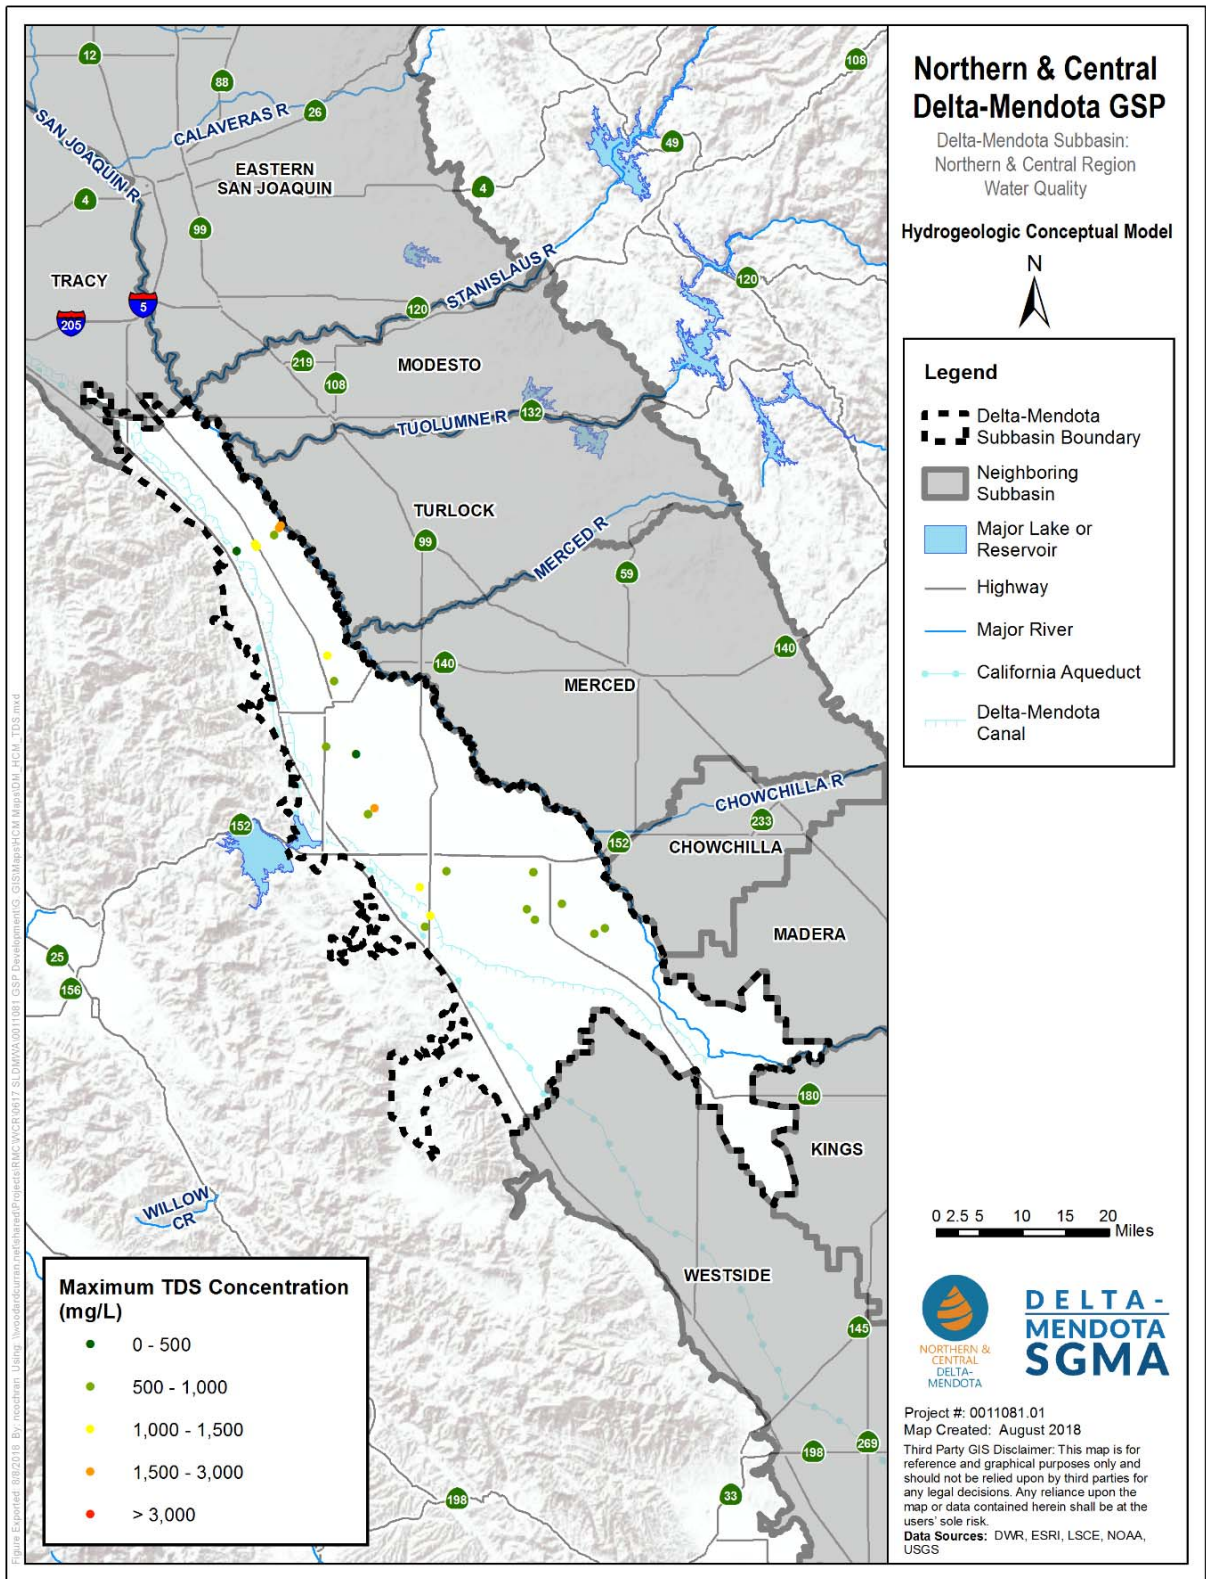 Northern & Central
Delta-Mendota GSP
Delta-Mendota Subbasin:
Northern & Central Region
Water Quality
Hydrogeologic Conceptual Model
N
Legend
Delta-Mendota
Subbasin Boundary
Neighboring
Subbasin
Major Lake or
Reservoir
Highway
Major River
California Aqueduct
Delta-Mendota
Canal
0 2.5 5 10 15 20
Miles
NORTHERN &
CENTRAL
DELTA-
MENDOTA
DELTA-
MENDOTA
SGMA
Project #: 0011081.01
Map Created: August 2018
Third Party GIS Disclaimer: This map is for
reference and graphical purposes only and
should not be relied upon by third parties for
any legal decisions. Any reliance upon the
map or data contained herein shall be at the
users' sole risk.
Data Sources: DWR, ESRI, LSCE, NOAA,
USGS
12
88
26
108
SAN JOAQUIN R
CALAVERAS R
49
EASTERN
SAN JOAQUIN
4
4
99
TRACY
5
205
STANISLAUS R
120
120
219
MODESTO
108
TUOLUMNE R
132
TURLOCK
99
MERCED R
59
140
140
MERCED
CHOWCHILLA R
233
152
152
CHOWCHILLA
MADERA
25
156
180
KINGS
WILLOW
CR
WESTSIDE
145
269
198
33
198
Maximum TDS Concentration
(mg/L)
0 - 500
500 - 1,000
1,000 - 1,500
1,500 - 3,000
> 3,000